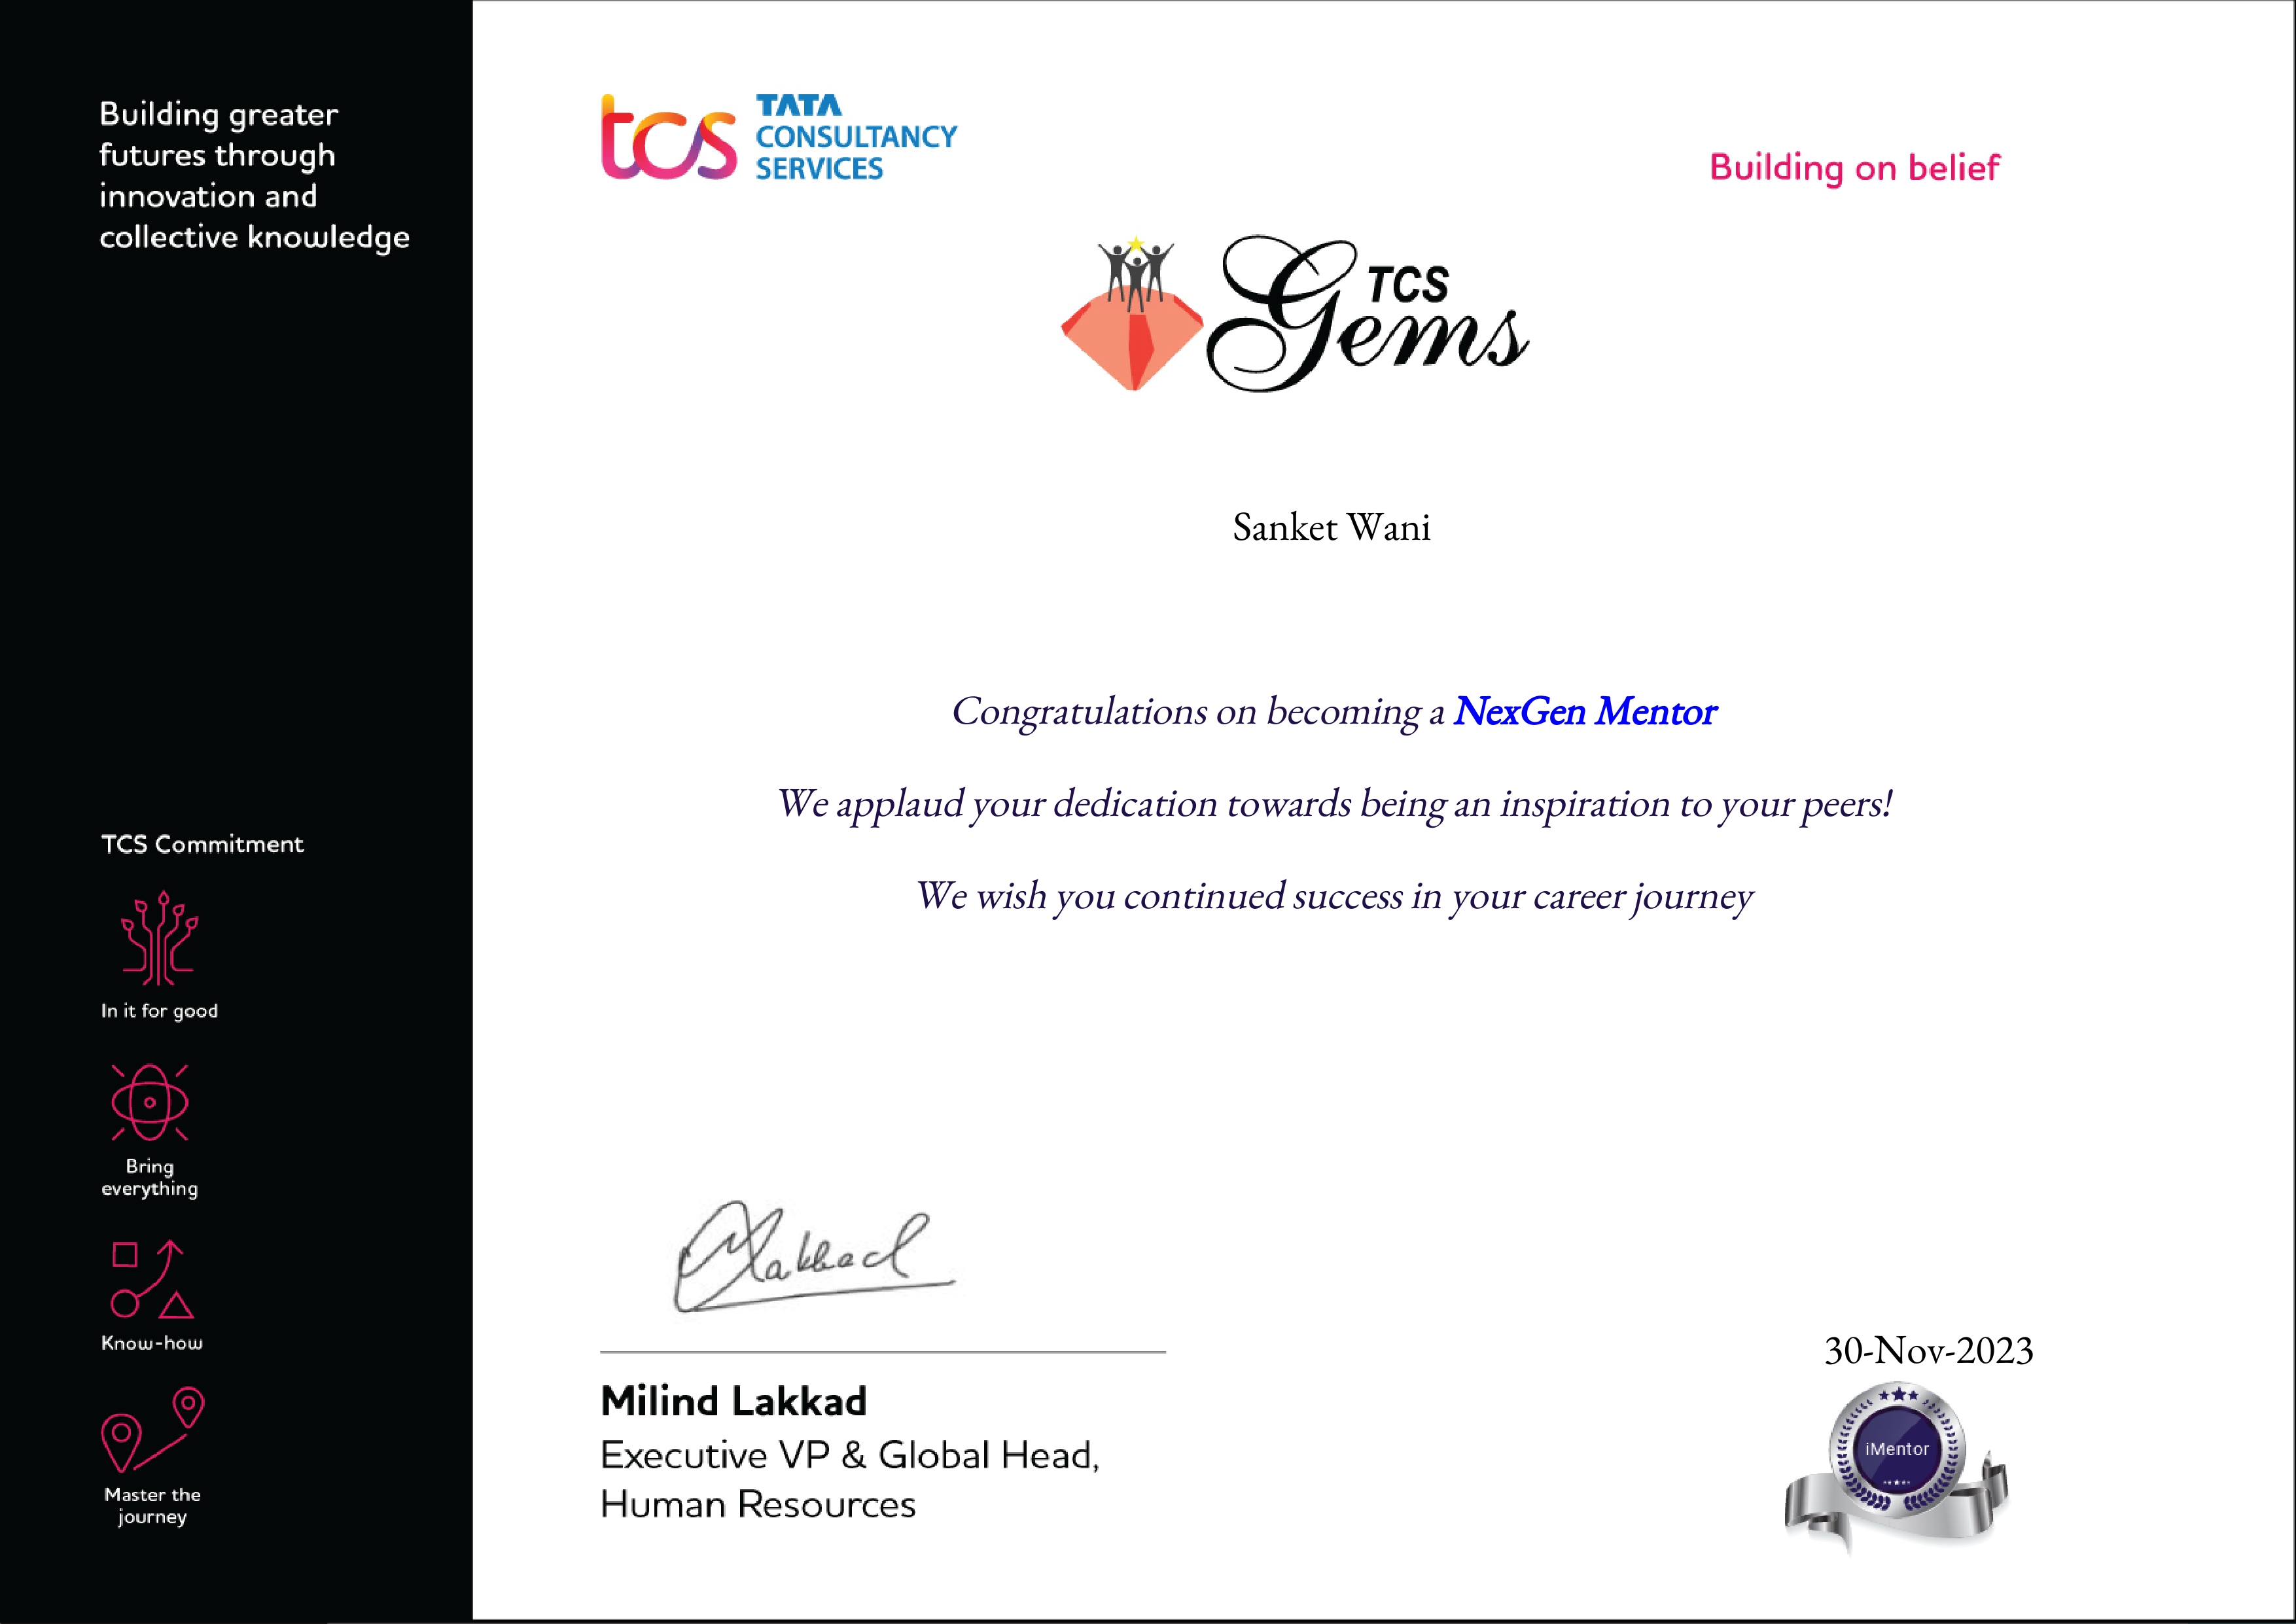 Building greater
futures through
innovation and
collective knowledge
TCS Commitment
In it for good
Bring
everything
Know-how
Master the
journey
tcs TATA
CONSULTANCY
SERVICES
Building on belief
TCS
Gems
Sanket Wani
Congratulations on becoming a NexGen Mentor
We applaud your dedication towards being an inspiration to your peers!
We wish you continued success in your career journey
Lakkad
Milind Lakkad
Executive VP & Global Head,
Human Resources
30-Nov-2023
iMentor